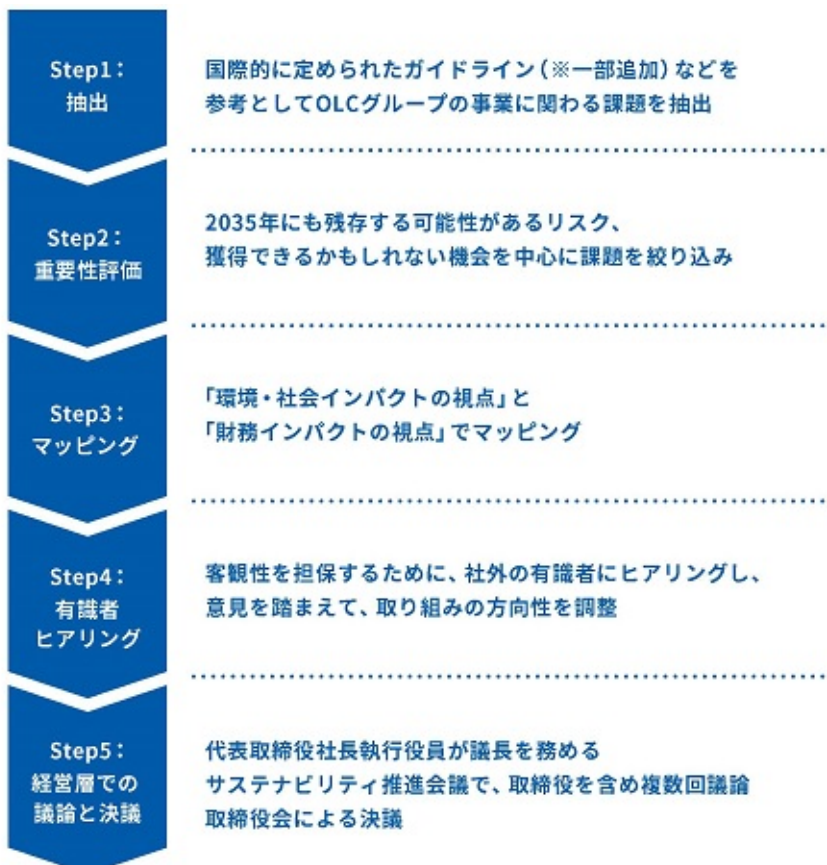 Step1：
抽出
国際的に定められたガイドライン（※一部追加）などを
参考としてOLCグループの事業に関わる課題を抽出
Step2：
重要性評価
2035年にも残存する可能性があるリスク、
獲得できるかもしれない機会を中心に課題を絞り込み
Step3：
マッピング
「環境・社会インパクトの視点」と
「財務インパクトの視点」でマッピング
Step4：
有識者
ヒアリング
客観性を担保するために、社外の有識者にヒアリングし、
意見を踏まえて、取り組みの方向性を調整
Step5：
経営層での
議論と決議
代表取締役社長執行役員が議長を務める
サステナビリティ推進会議で、取締役を含め複数回議論
取締役会による決議